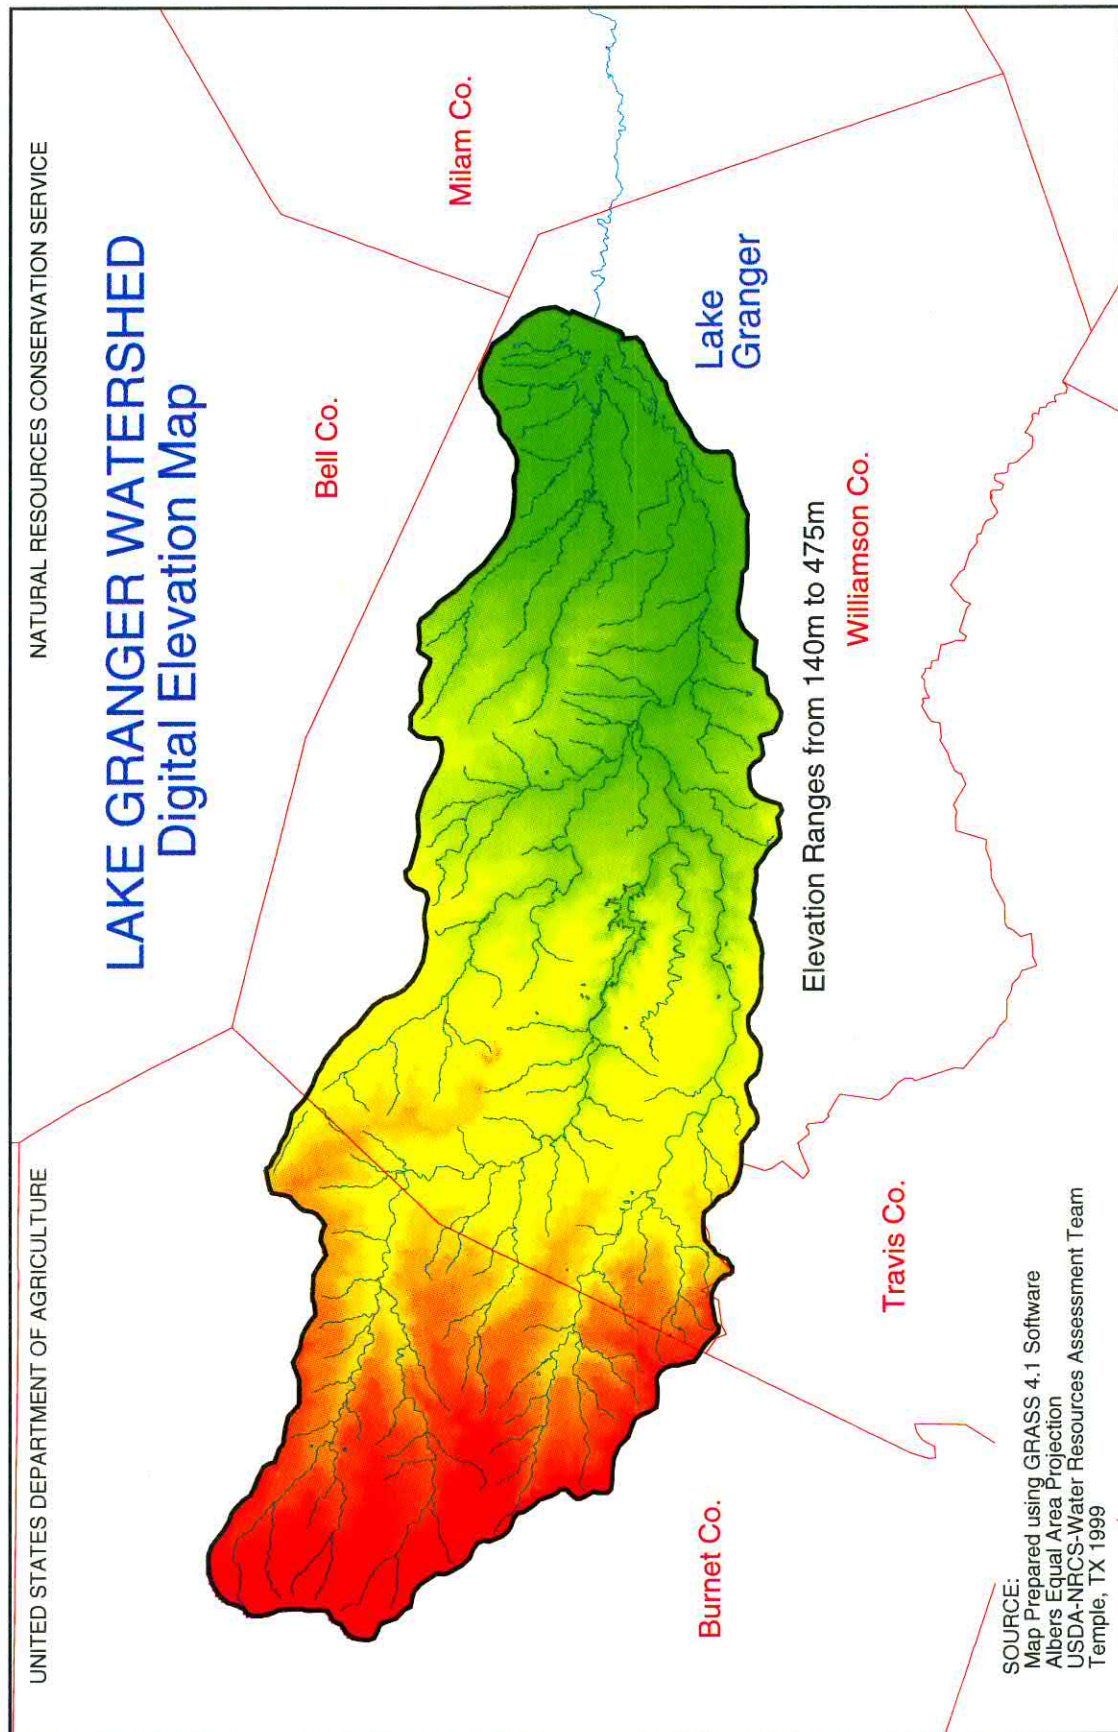 UNITED STATES DEPARTMENT OF AGRICULTURE
NATURAL RESOURCES CONSERVATION SERVICE
LAKE GRANGER WATERSHED
Digital Elevation Map
Bell Co.
Milam Co.
Lake
Granger
Elevation Ranges from 140m to 475m
Williamson Co.
Burnet Co.
Travis Co.
SOURCE:
Map Prepared using GRASS 4.1 Software
Albers Equal Area Projection
USDA-NRCS-Water Resources Assessment Team
Temple, TX 1999